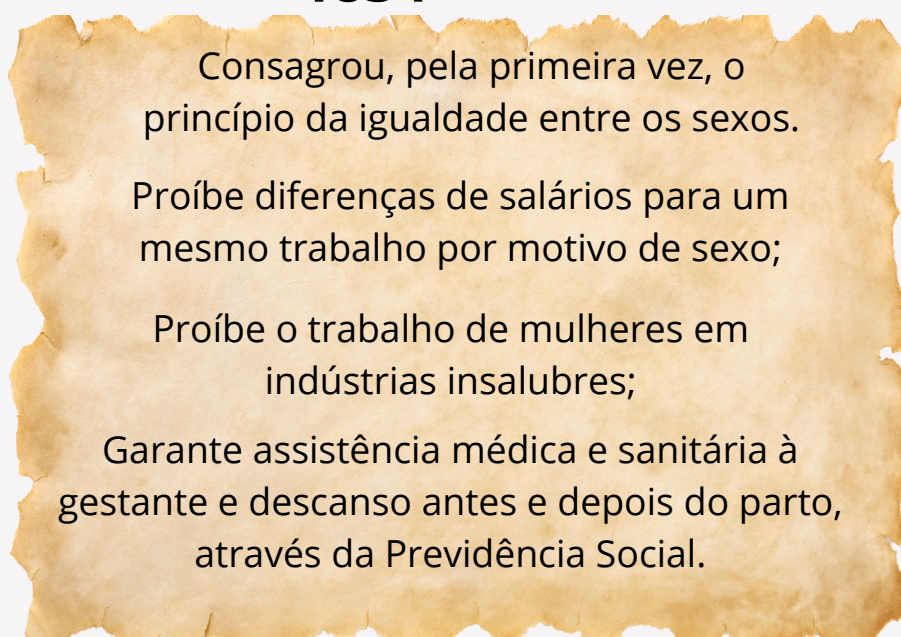 Consagrou, pela primeira vez, o
princípio da igualdade entre os sexos.
Proíbe diferenças de salários para um
mesmo trabalho por motivo de sexo;
Proíbe o trabalho de mulheres em
indústrias insalubres;
Garante assistência médica e sanitária à
gestante e descanso antes e depois do parto,
através da Previdência Social.